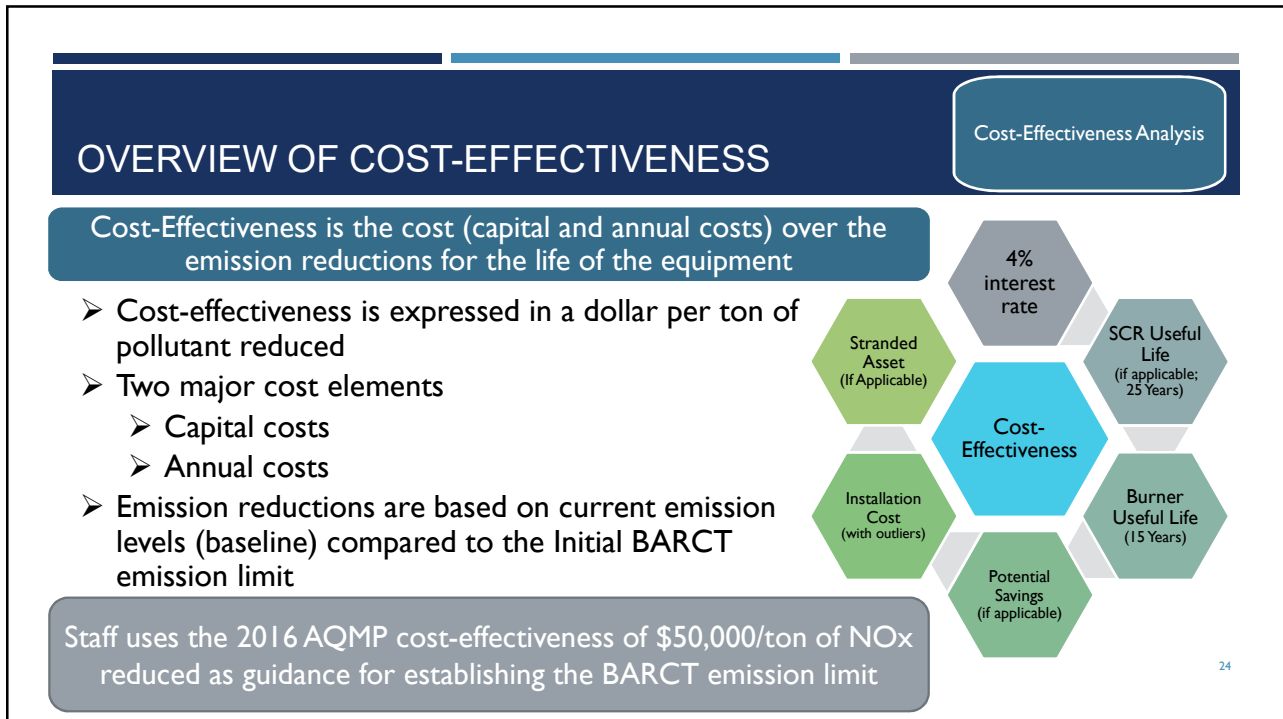 Cost-Effectiveness Analysis
OVERVIEW OF COST-EFFECTIVENESS
Cost-Effectiveness is the cost (capital and annual costs) over the
emission reductions for the life of the equipment
➢ Cost-effectiveness is expressed in a dollar per ton of
pollutant reduced
➢ Two major cost elements
➢ Capital costs
➢ Annual costs
➢ Emission reductions are based on current emission
levels (baseline) compared to the Initial BARCT
emission limit
Staff uses the 2016 AQMP cost-effectiveness of $50,000/ton of NOx
reduced as guidance for establishing the BARCT emission limit
4%
interest
rate
SCR Useful
Life
(if applicable;
25 Years)
Burner
Useful Life
(15 Years)
Potential
Savings
(if applicable)
Installation
Cost
(with outliers)
Stranded
Asset
(If Applicable)
Cost-
Effectiveness
24